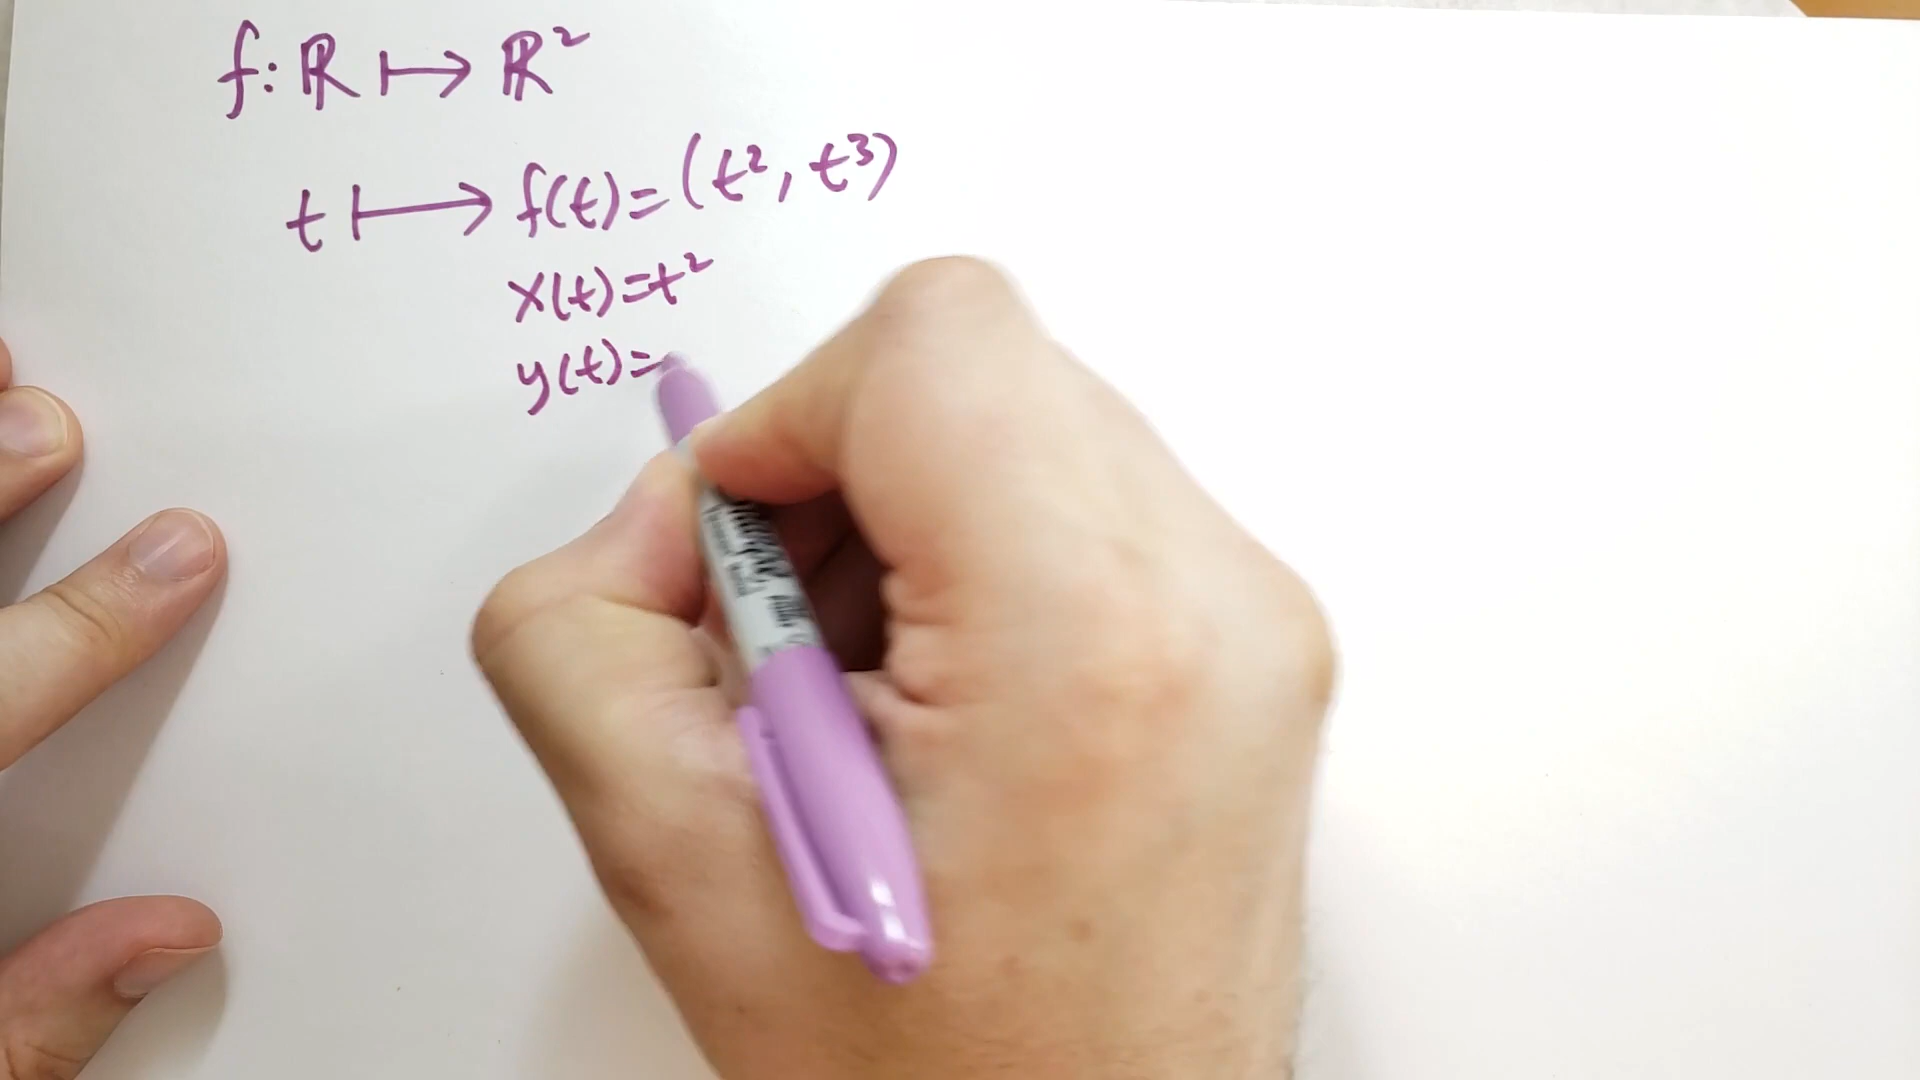 f: ℝ ↦ ℝ²
t ⟼ f(t)=(t², t³)
x(t)=t²
y(t)=